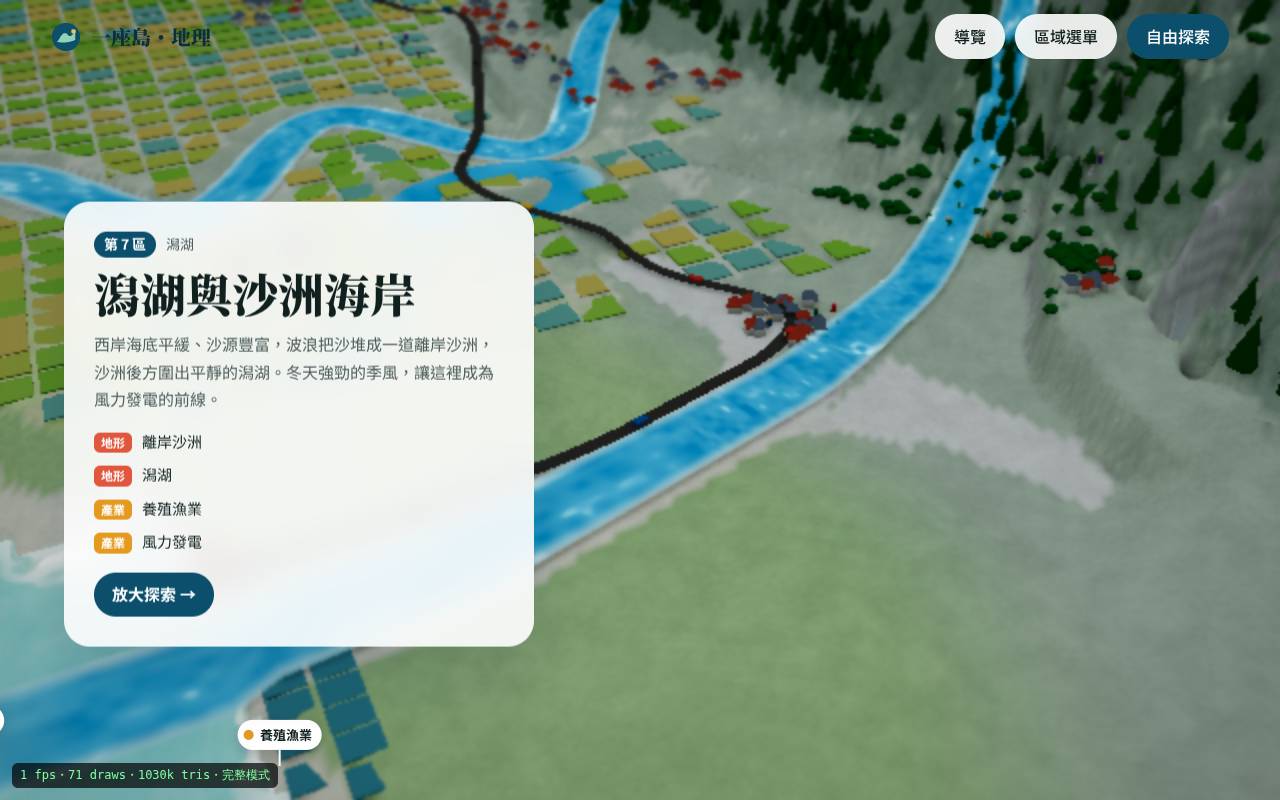 一座島・地理
導覽
區域選單
自由探索
第 7 區 潟湖
潟湖與沙洲海岸
西岸海底平緩、沙源豐富，波浪把沙堆成一道離岸沙洲，
沙洲後方圍出平靜的潟湖。冬天強勁的季風，讓這裡成為
風力發電的前線。
地形 離岸沙洲
地形 潟湖
產業 養殖漁業
產業 風力發電
放大探索 →
養殖漁業
1 fps · 71 draws · 1030k tris · 完整模式